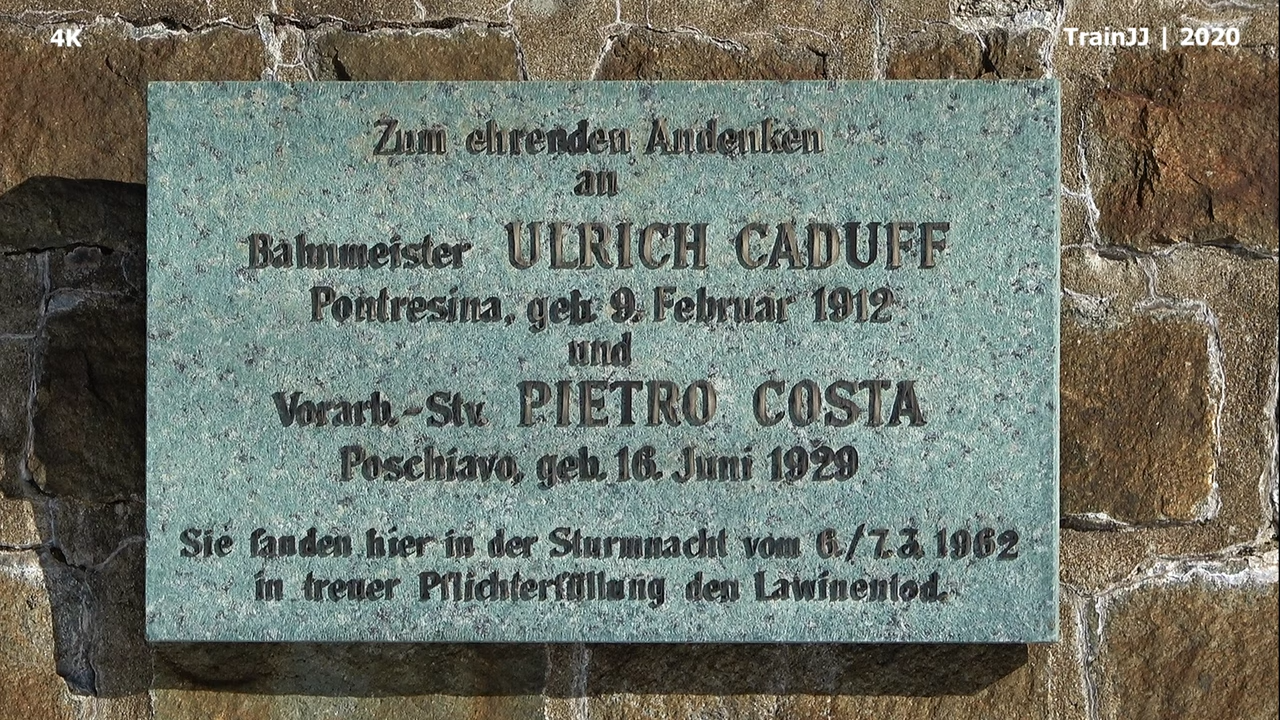 4K
TrainJJ | 2020
Zum ehrenden Andenken
an
Bahnmeister ULRICH CADUFF
Pontresina, geb. 9. Februar 1912
und
Vorarb.-Stv. PIETRO COSTA
Poschiavo, geb. 16. Juni 1929
Sie fanden hier in der Sturmnacht vom 6./7.3.1962
in treuer Pflichterfüllung den Lawinentod.